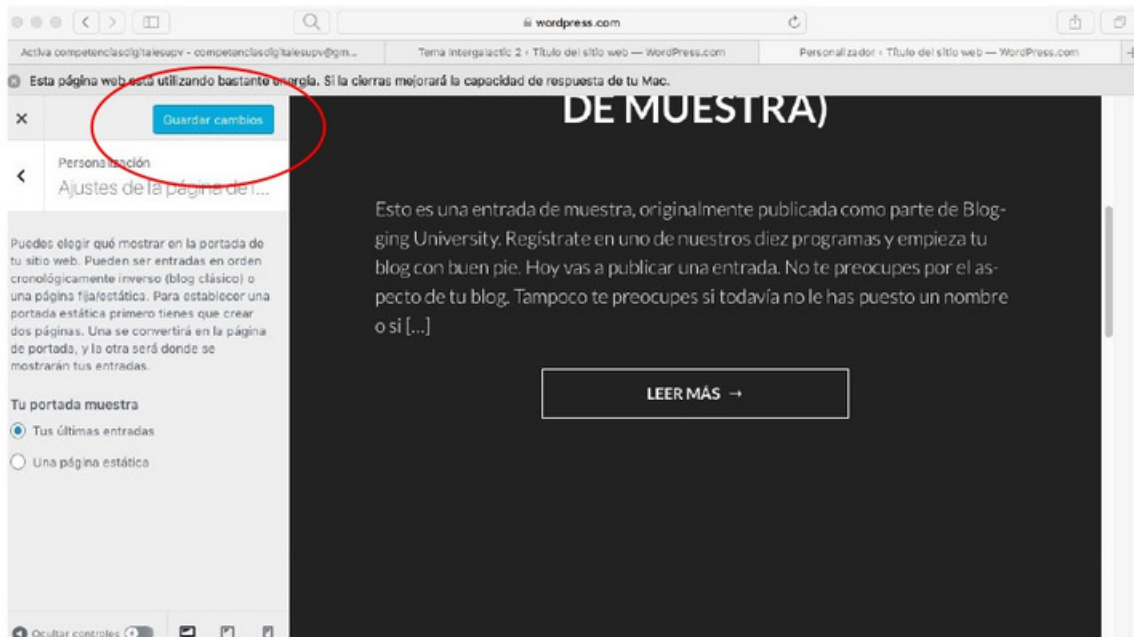 wordpress.com
Activa competenciasdigitalesupv - competenciasdigitalesupv@gm...
Tema Intergalactic 2 ‹ Título del sitio web — WordPress.com
Personalizador ‹ Título del sitio web — WordPress.com
Esta página web está utilizando bastante energía. Si la cierras mejorará la capacidad de respuesta de tu Mac.
Guardar cambios
Personalización
Ajustes de la página de i...
Puedes elegir qué mostrar en la portada de
tu sitio web. Pueden ser entradas en orden
cronológicamente inverso (blog clásico) o
una página fija/estática. Para establecer una
portada estática primero tienes que crear
dos páginas. Una se convertirá en la página
de portada, y la otra será donde se
mostrarán tus entradas.
Tu portada muestra
Tus últimas entradas
Una página estática
Ocultar controles
DE MUESTRA)
Esto es una entrada de muestra, originalmente publicada como parte de Blog-
ging University. Regístrate en uno de nuestros diez programas y empieza tu
blog con buen pie. Hoy vas a publicar una entrada. No te preocupes por el as-
pecto de tu blog. Tampoco te preocupes si todavía no le has puesto un nombre
o si [...]
LEER MÁS →